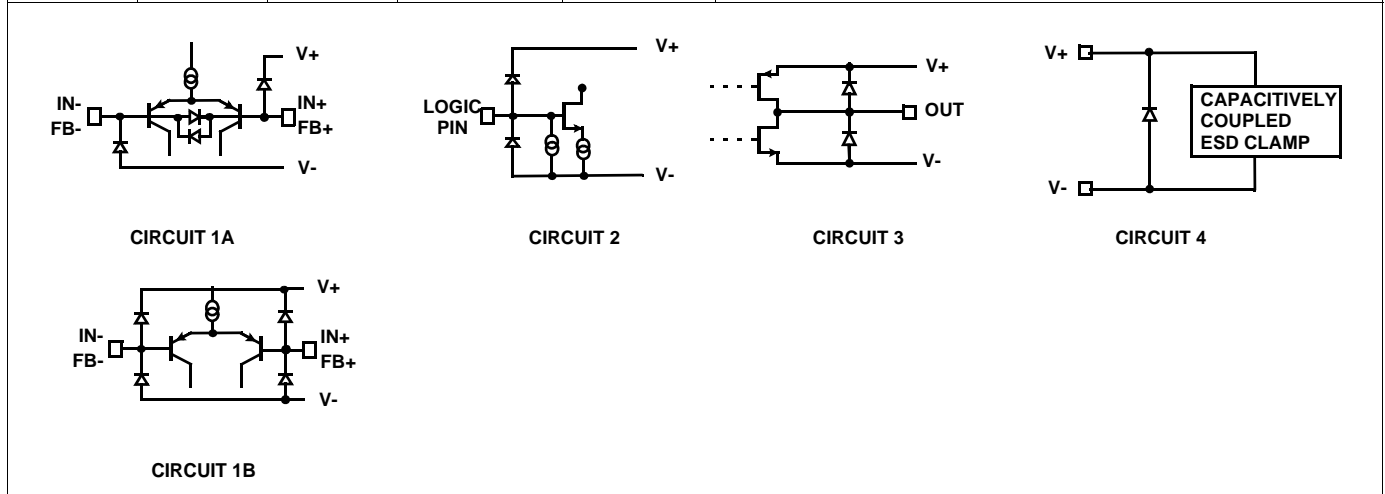 V+
IN-
FB-
IN+
FB+
V-
CIRCUIT 1A
V+
LOGIC
PIN
V-
CIRCUIT 2
V+
OUT
V-
CIRCUIT 3
V+
CAPACITIVELY
COUPLED
ESD CLAMP
V-
CIRCUIT 4
V+
IN-
FB-
IN+
FB+
V-
CIRCUIT 1B